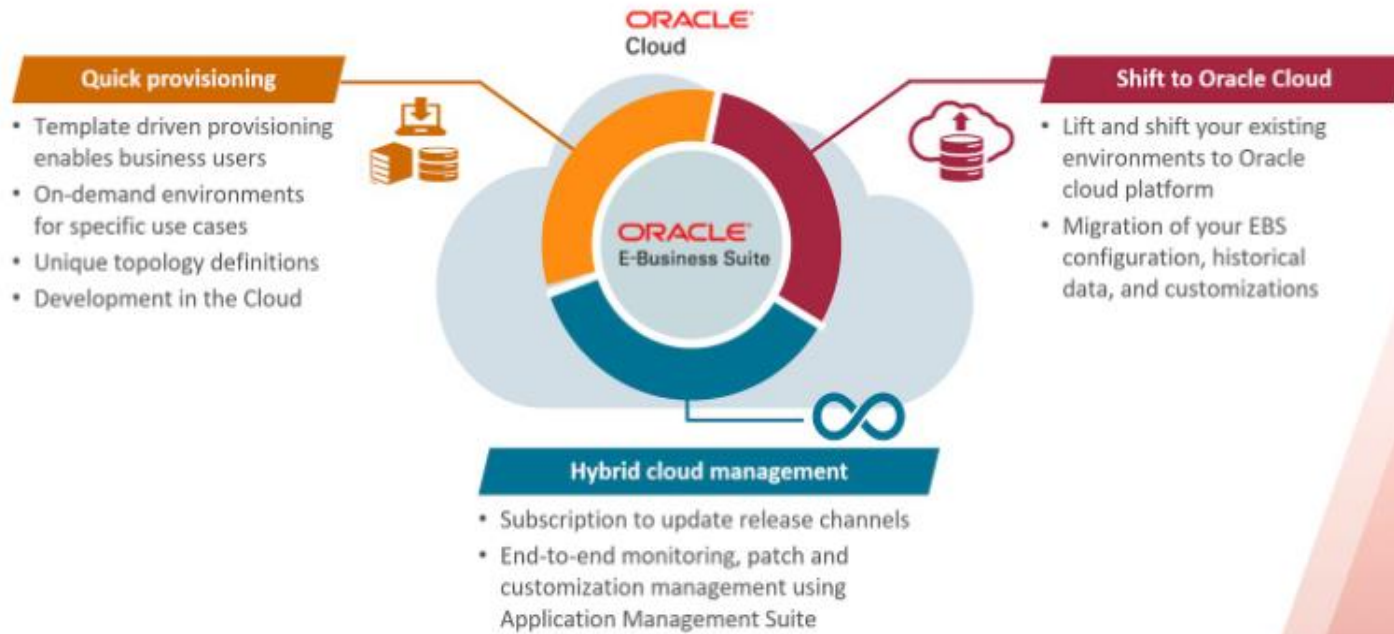 ORACLE
Cloud
Quick provisioning
• Template driven provisioning
enables business users
• On-demand environments
for specific use cases
• Unique topology definitions
• Development in the Cloud
ORACLE
E-Business Suite
Shift to Oracle Cloud
• Lift and shift your existing
environments to Oracle
cloud platform
• Migration of your EBS
configuration, historical
data, and customizations
Hybrid cloud management
• Subscription to update release channels
• End-to-end monitoring, patch and
customization management using
Application Management Suite